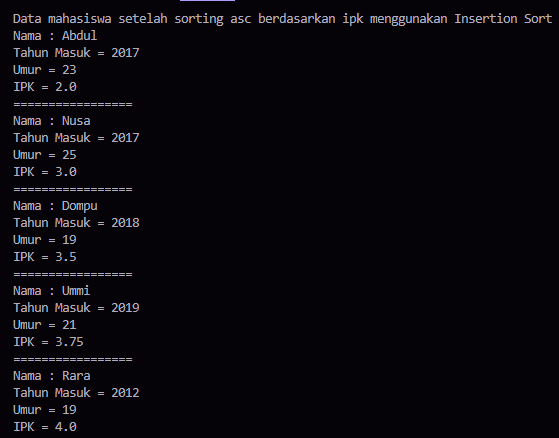 Data mahasiswa setelah sorting asc berdasarkan ipk menggunakan Insertion Sort
Nama : Abdul
Tahun Masuk = 2017
Umur = 23
IPK = 2.0
=================
Nama : Nusa
Tahun Masuk = 2017
Umur = 25
IPK = 3.0
=================
Nama : Dompu
Tahun Masuk = 2018
Umur = 19
IPK = 3.5
=================
Nama : Ummi
Tahun Masuk = 2019
Umur = 21
IPK = 3.75
=================
Nama : Rara
Tahun Masuk = 2012
Umur = 19
IPK = 4.0